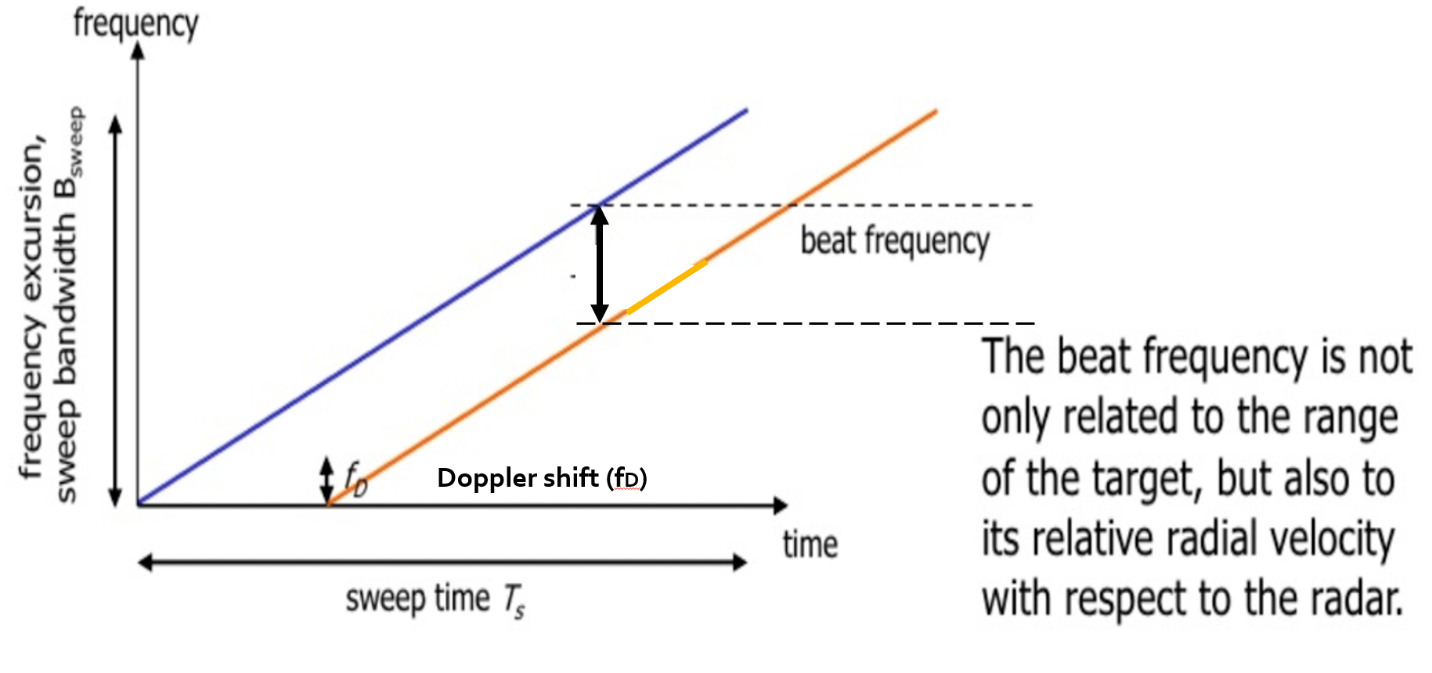 frequency
frequency excursion,
sweep bandwidth Bsweep
beat frequency
fD
Doppler shift (fD)
time
sweep time Ts
The beat frequency is not
only related to the range
of the target, but also to
its relative radial velocity
with respect to the radar.